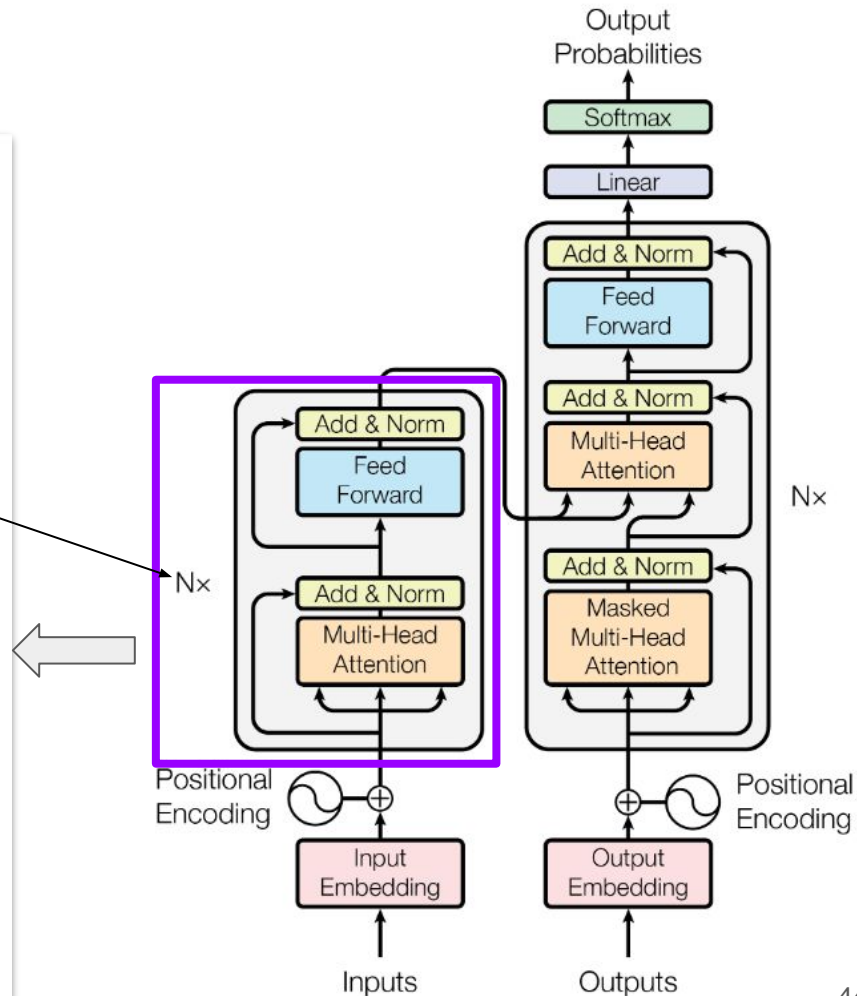 Output
Probabilities
Softmax
Linear
Add & Norm
Feed
Forward
Add & Norm
Multi-Head
Attention
Nx
Add & Norm
Masked
Multi-Head
Attention
Positional
Encoding
Output
Embedding
Outputs
Add & Norm
Feed
Forward
Nx
Add & Norm
Multi-Head
Attention
Positional
Encoding
Input
Embedding
Inputs